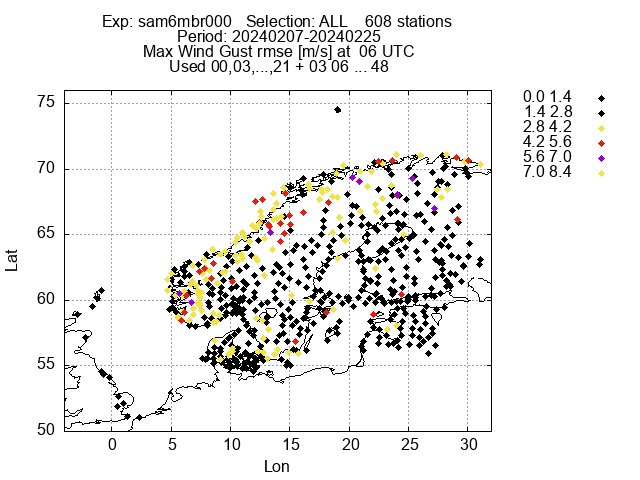 Exp: sam6mbr000   Selection: ALL    608 stations
Period: 20240207-20240225
Max Wind Gust rmse [m/s] at  06 UTC
Used 00,03,...,21 + 03 06 ... 48
0.0 1.4
1.4 2.8
2.8 4.2
4.2 5.6
5.6 7.0
7.0 8.4
75
70
65
60
55
50
Lat
0 5 10 15 20 25 30
Lon